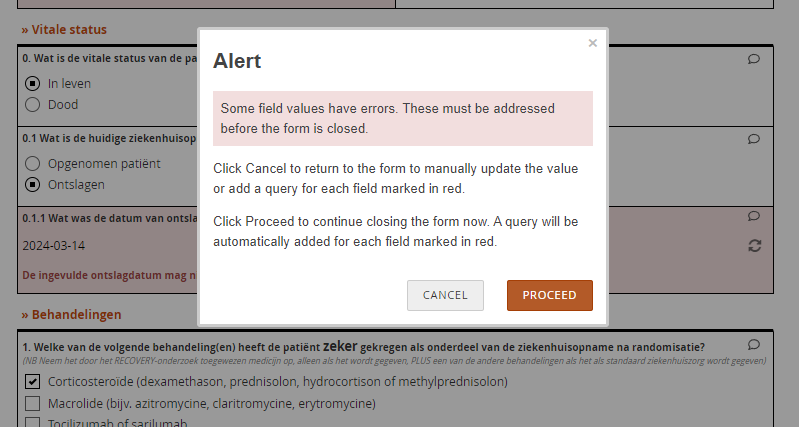 » Vitale status
0. Wat is de vitale status van de pa
In leven
Dood
0.1 Wat is de huidige ziekenhuisop
Opgenomen patiënt
Ontslagen
0.1.1 Wat was de datum van ontsla
2024-03-14
De ingevulde ontslagdatum mag n
×
Alert
Some field values have errors. These must be addressed
before the form is closed.
Click Cancel to return to the form to manually update the value
or add a query for each field marked in red.
Click Proceed to continue closing the form now. A query will be
automatically added for each field marked in red.
CANCEL
PROCEED
» Behandelingen
1. Welke van de volgende behandeling(en) heeft de patiënt zeker gekregen als onderdeel van de ziekenhuisopname na randomisatie?
(NB Neem het door het RECOVERY-onderzoek toegewezen medicijn op, alleen als het wordt gegeven, PLUS een van de andere behandelingen als het als standaard ziekenhuiszorg wordt gegeven)
Corticosteroïde (dexamethason, prednisolon, hydrocortison of methylprednisolon)
Macrolide (bijv. azitromycine, claritromycine, erytromycine)
Tocilizumab of sarilumab